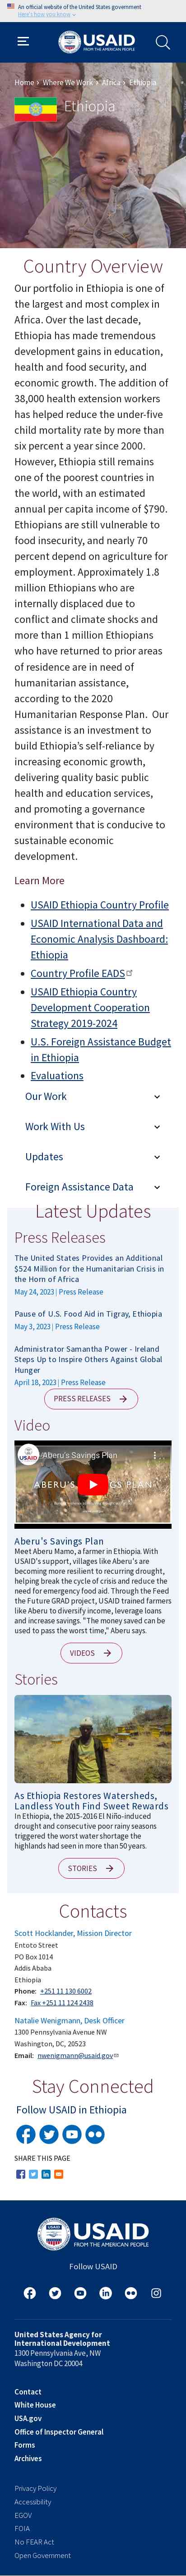 An official website of the United States government
Here's how you know
USAID
FROM THE AMERICAN PEOPLE
Home › Where We Work › Africa › Ethiopia
Ethiopia
Country Overview
Our portfolio in Ethiopia is one of
the largest and most complex in
Africa. Over the last decade,
Ethiopia has made tremendous
development gains in education,
health and food security, and
economic growth. The addition of
38,000 health extension workers
has helped reduce the under-five
child mortality rate by more than
six percent a year since 2000.
However, Ethiopia still remains
one of the poorest countries in
the world, with an estimated
annual per capita income of $790.
Ethiopians are still vulnerable to
food insecurity, and nearly 70
percent depend on agriculture for
employment. Approximately 1.8
million Ethiopians who are
internally displaced due to
conflict and climate shocks and
more than 1 million Ethiopians
who have returned to prior areas
of residence are in need of
humanitarian assistance,
according to the 2020
Humanitarian Response Plan. Our
assistance is an investment to
build Ethiopia's self-reliance by
increasing economic growth,
delivering quality basic public
health and education services,
and promoting a governance
environment that is conducive to
sustained economic
development.
Learn More
USAID Ethiopia Country Profile
USAID International Data and
Economic Analysis Dashboard:
Ethiopia
Country Profile EADS
USAID Ethiopia Country
Development Cooperation
Strategy 2019-2024
U.S. Foreign Assistance Budget
in Ethiopia
Evaluations
Our Work
Work With Us
Updates
Foreign Assistance Data
Latest Updates
Press Releases
The United States Provides an Additional
$524 Million for the Humanitarian Crisis in
the Horn of Africa
May 24, 2023 | Press Release
Pause of U.S. Food Aid in Tigray, Ethiopia
May 3, 2023 | Press Release
Administrator Samantha Power - Ireland
Steps Up to Inspire Others Against Global
Hunger
April 18, 2023 | Press Release
PRESS RELEASES
Video
Aberu's Savings Plan
Aberu's Savings Plan
Meet Aberu Mamo, a farmer in Ethiopia. With
USAID's support, villages like Aberu's are
becoming more resilient to recurring drought,
helping break the cycle of crisis and reduce the
need for emergency food aid. Through the Feed
the Future GRAD project, USAID trained farmers
like Aberu to diversify income, leverage loans
and increase savings. "The money saved can be
used to pass the worst time," Aberu says.
VIDEOS
Stories
As Ethiopia Restores Watersheds,
Landless Youth Find Sweet Rewards
In Ethiopia, the 2015-2016 El Niño-induced
drought and consecutive poor rainy seasons
triggered the worst water shortage the
highlands had seen in more than 50 years.
STORIES
Contacts
Scott Hocklander, Mission Director
Entoto Street
PO Box 1014
Addis Ababa
Ethiopia
Phone: +251 11 130 6002
Fax: Fax +251 11 124 2438
Natalie Wenigmann, Desk Officer
1300 Pennsylvania Avenue NW
Washington, DC, 20523
Email: nwenigmann@usaid.gov
Stay Connected
Follow USAID in Ethiopia
SHARE THIS PAGE
USAID
FROM THE AMERICAN PEOPLE
Follow USAID
United States Agency for
International Development
1300 Pennsylvania Ave, NW
Washington DC 20004
Contact
White House
USA.gov
Office of Inspector General
Forms
Archives
Privacy Policy
Accessibility
EGOV
FOIA
No FEAR Act
Open Government